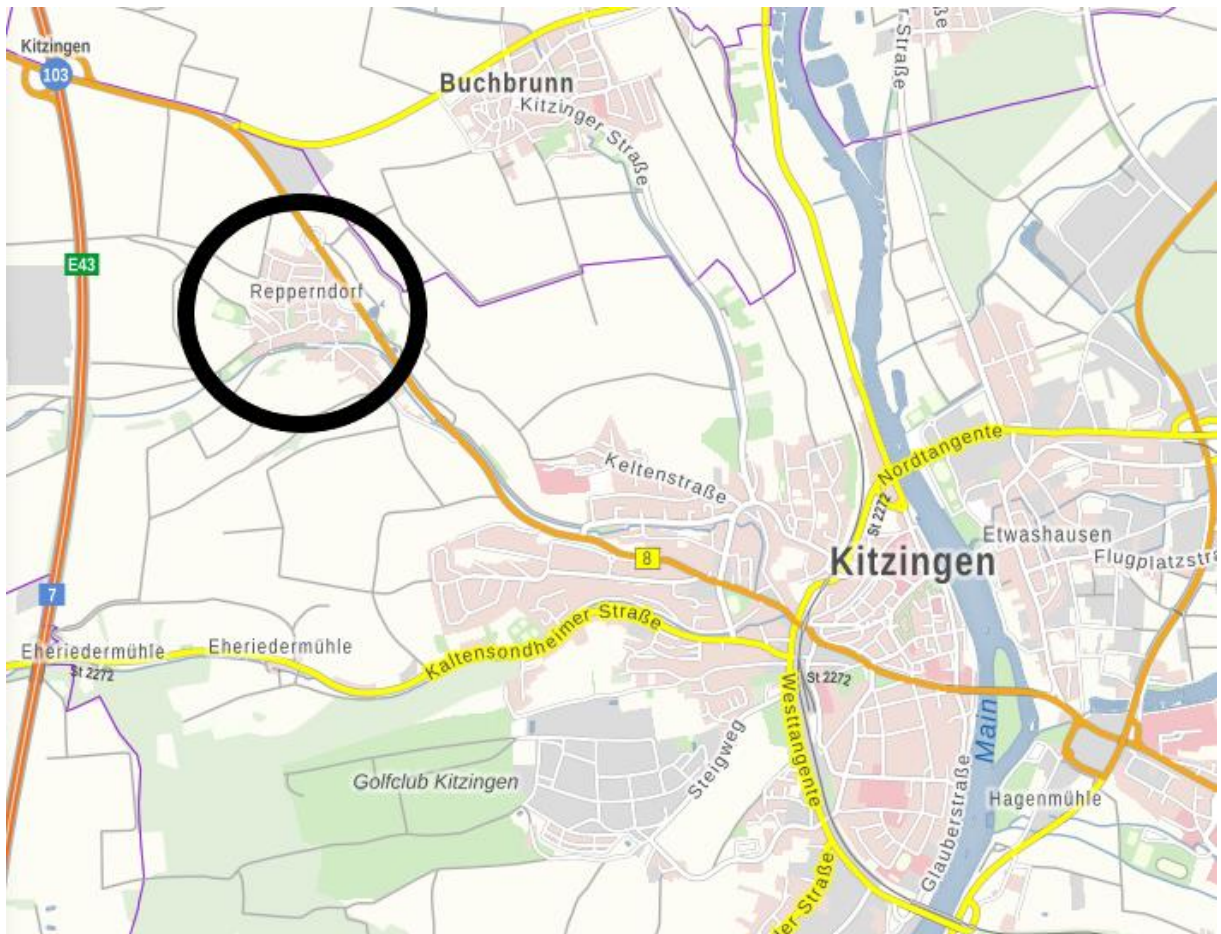 Kitzingen
103
Buchbrunn
Kitzinger Straße
Straße
E43
Repperndorf
Keltenstraße
Nordtangente
St 2272
Etwashausen
Kitzingen
8
7
Kaltensondheimer Straße
Eheriedermühle
Eheriedermühle
St 2272
St 2272
Westtangente
Main
Steigweg
Golfclub Kitzingen
Hagenmühle
Glauberstraße
Straße